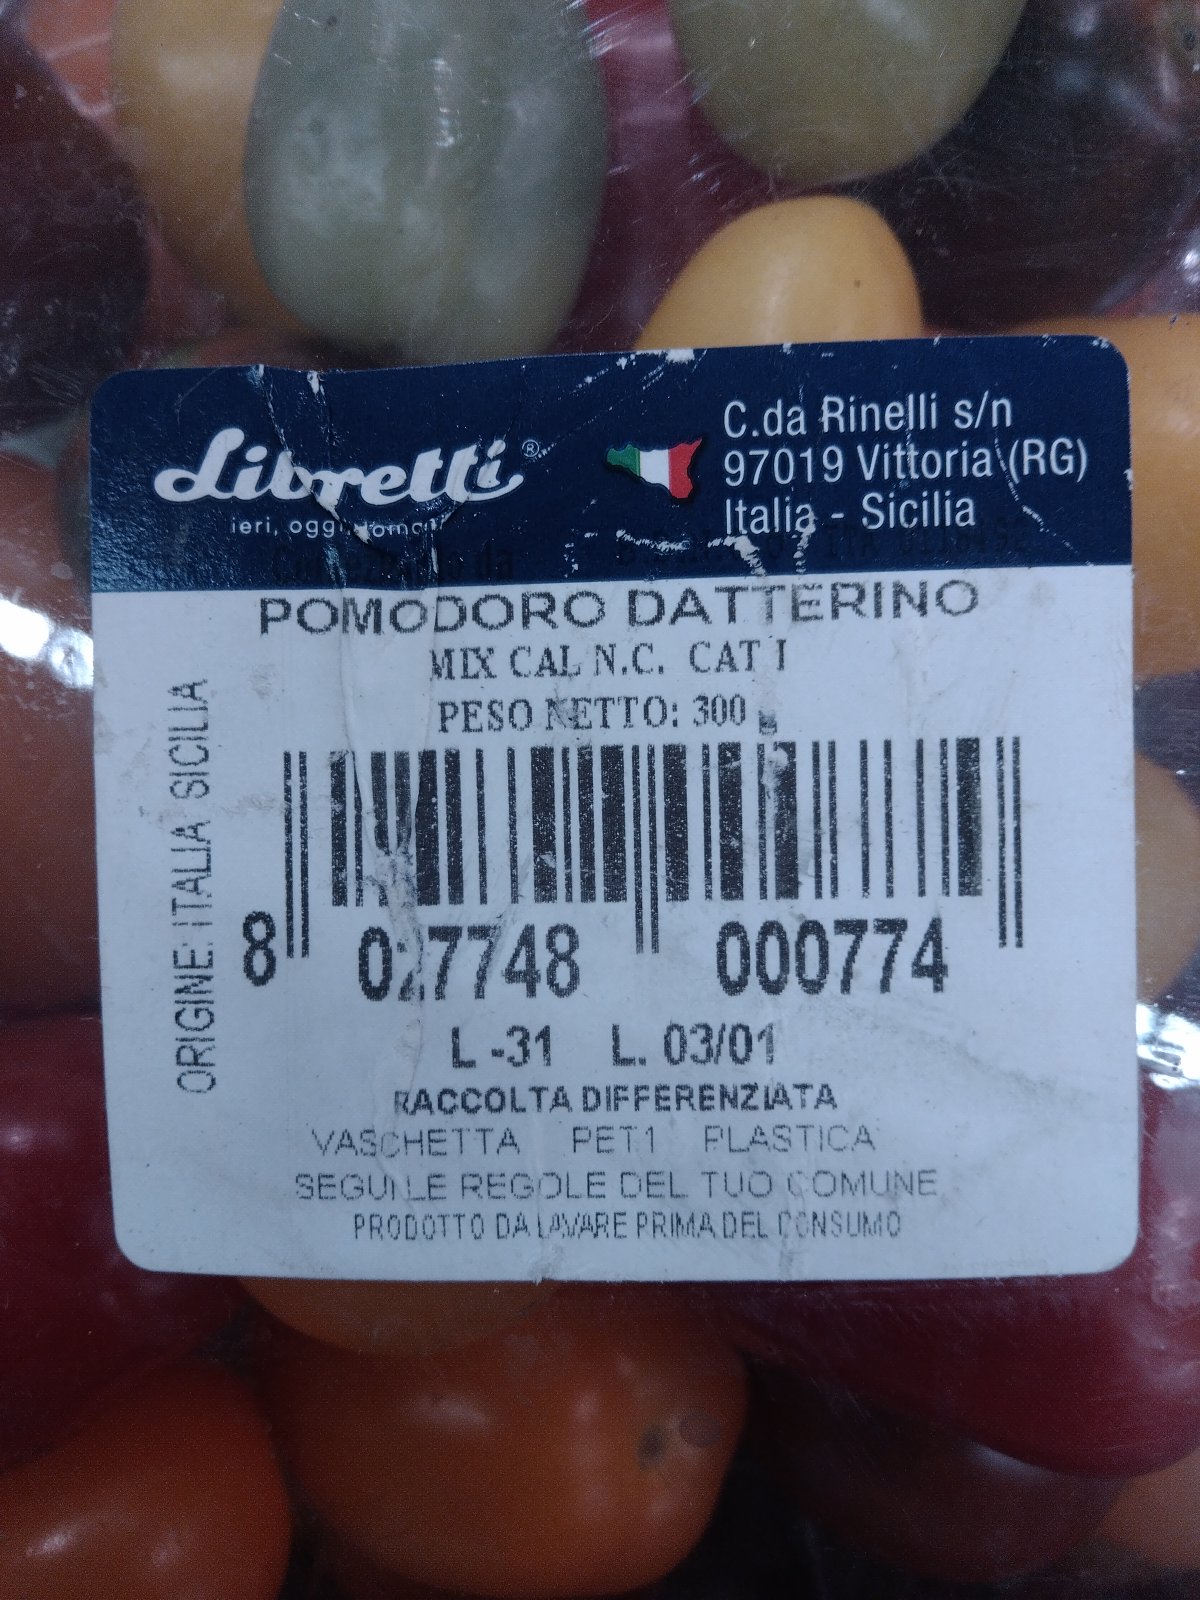 Libretti®
ieri, oggi, domani
C.da Rinelli s/n
97019 Vittoria (RG)
Italia - Sicilia
POMODORO DATTERINO
MIX CAL N.C. CAT I
PESO NETTO: 300 g
ORIGINE: ITALIA SICILIA
8 027748 000774
L -31 L. 03/01
RACCOLTA DIFFERENZIATA
VASCHETTA PET1 PLASTICA
SEGUI LE REGOLE DEL TUO COMUNE
PRODOTTO DA LAVARE PRIMA DEL CONSUMO